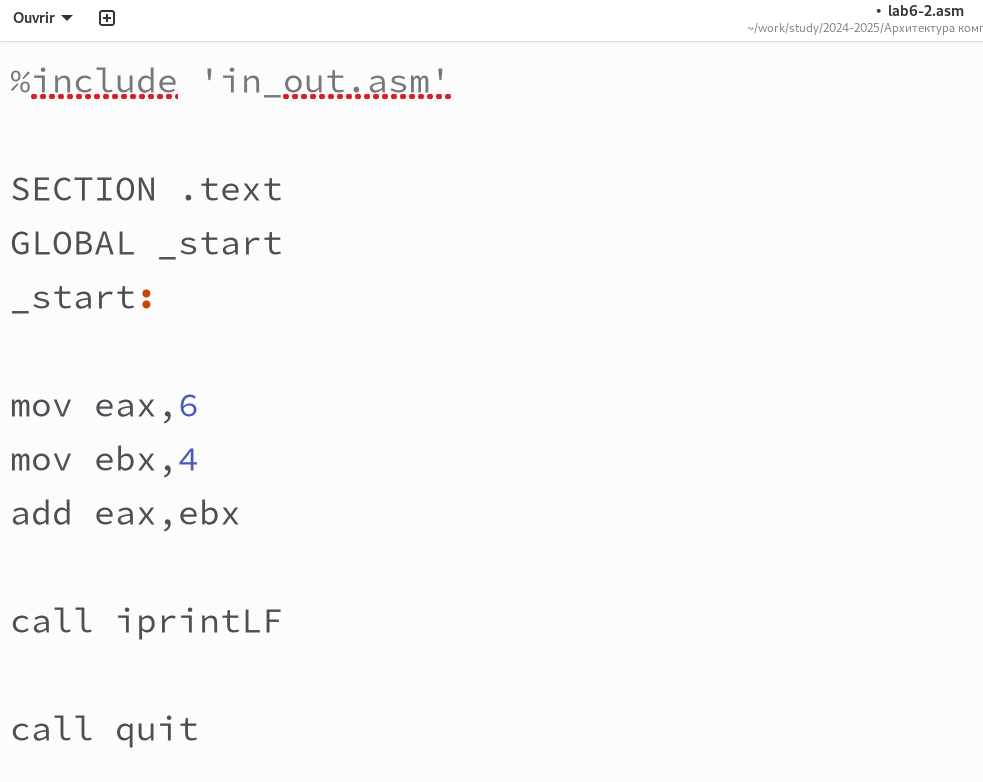 Ouvrir
• lab6-2.asm
~/work/study/2024-2025/Архитектура
%include 'in_out.asm'
SECTION .text
GLOBAL _start
_start:
mov eax,6
mov ebx,4
add eax,ebx
call iprintLF
call quit